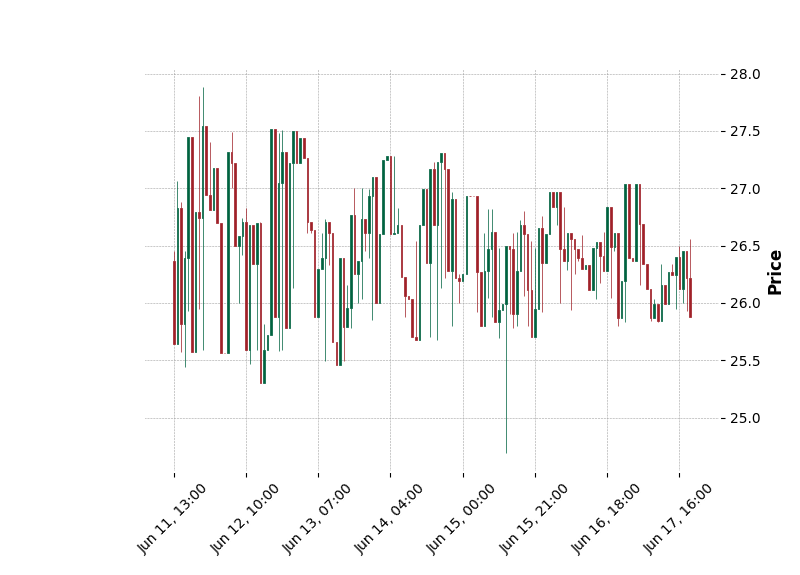 28.0
27.5
27.0
26.5
26.0
25.5
25.0
Price
Jun 11, 13:00
Jun 12, 10:00
Jun 13, 07:00
Jun 14, 04:00
Jun 15, 00:00
Jun 15, 21:00
Jun 16, 18:00
Jun 17, 16:00